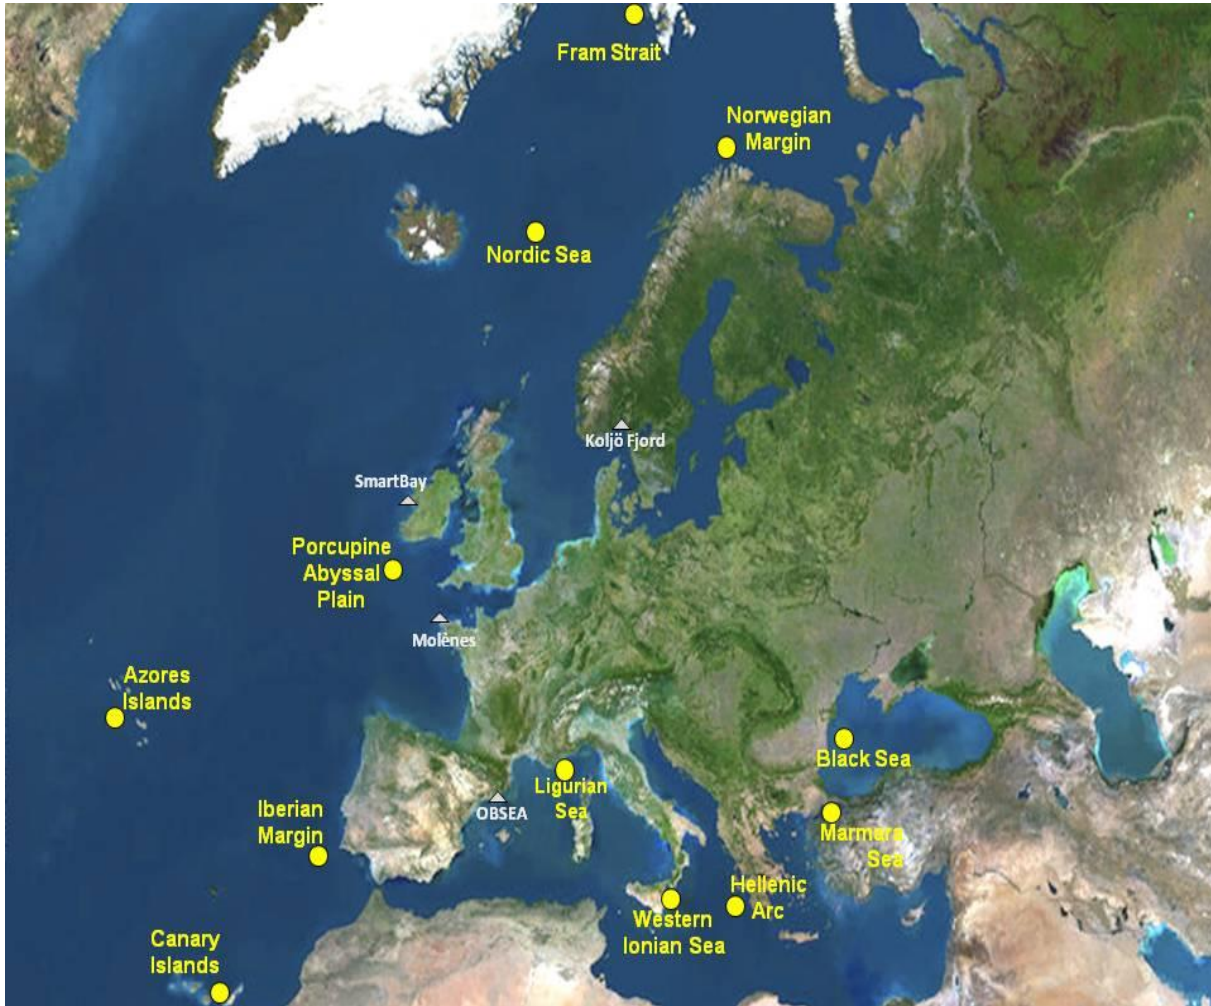 Fram Strait
Norwegian
Margin
Nordic Sea
Koljö Fjord
SmartBay
Porcupine
Abyssal
Plain
Molènes
Azores
Islands
Black Sea
Ligurian
Sea
OBSEA
Iberian
Margin
Marmara
Sea
Hellenic
Arc
Western
Ionian Sea
Canary
Islands